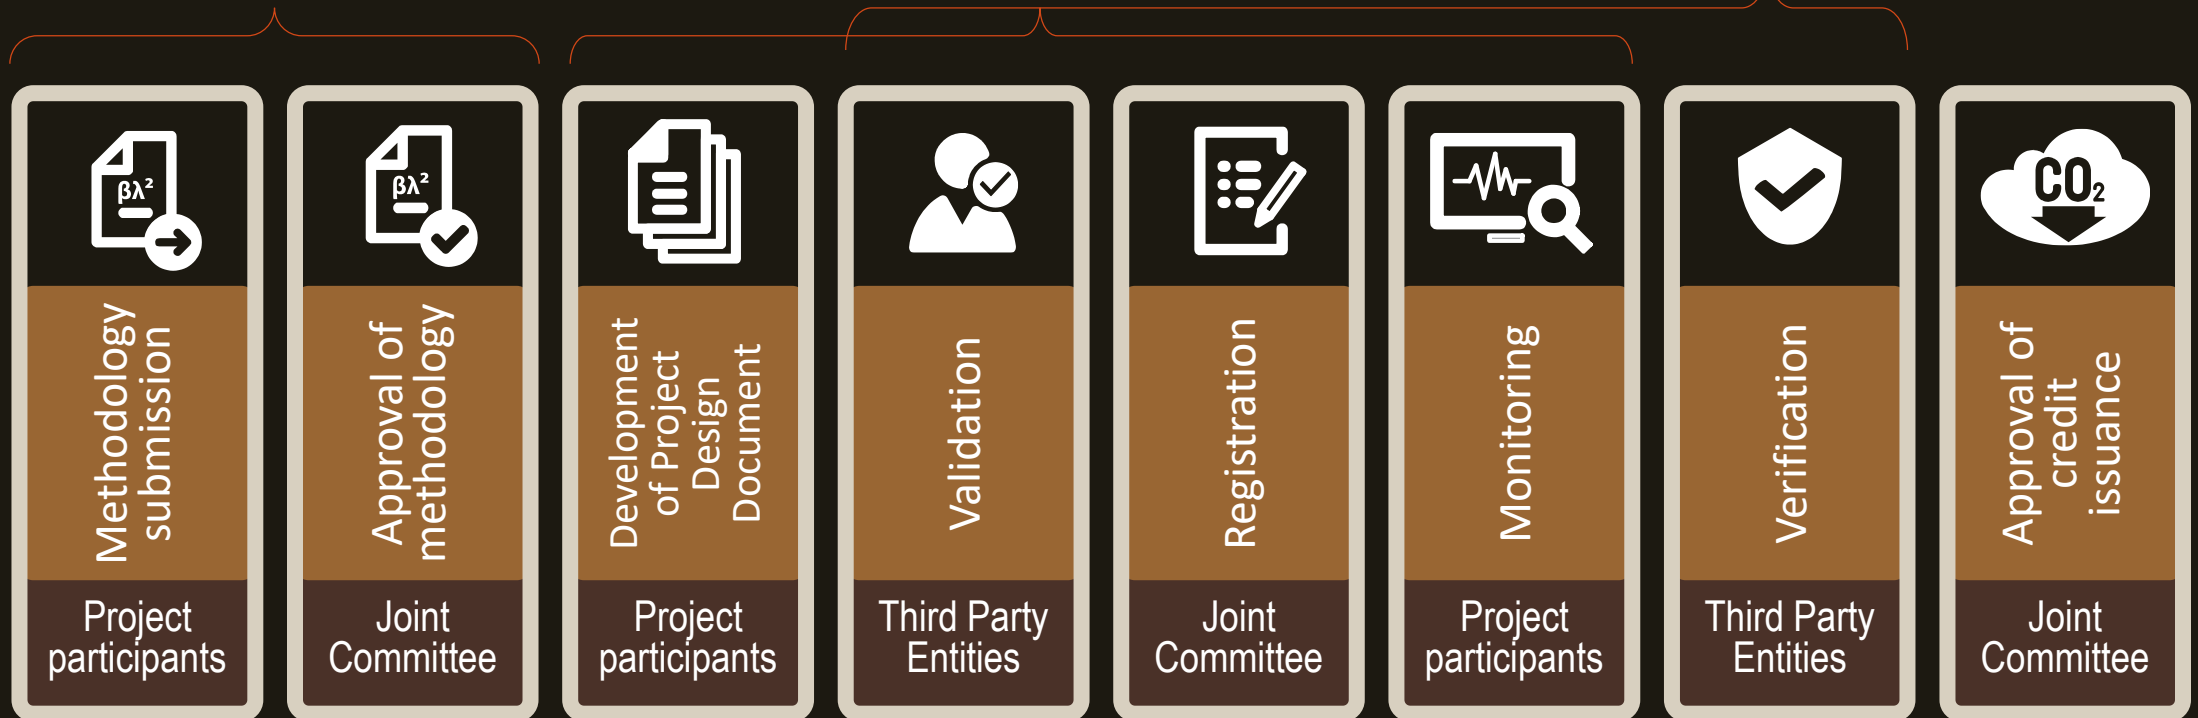 βλ²
Methodology
submission
Project
participants
βλ²
Approval of
methodology
Joint
Committee
Development
of Project
Design
Document
Project
participants
Validation
Third Party
Entities
Registration
Joint
Committee
Monitoring
Project
participants
Verification
Third Party
Entities
CO₂
Approval of
credit
issuance
Joint
Committee